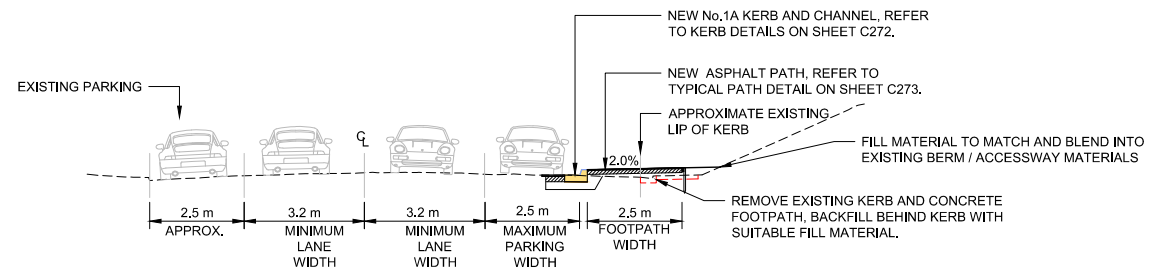 NEW No.1A KERB AND CHANNEL, REFER
TO KERB DETAILS ON SHEET C272.
EXISTING PARKING
NEW ASPHALT PATH, REFER TO
TYPICAL PATH DETAIL ON SHEET C273.
APPROXIMATE EXISTING
LIP OF KERB
CL
2.0%
FILL MATERIAL TO MATCH AND BLEND INTO
EXISTING BERM / ACCESSWAY MATERIALS
REMOVE EXISTING KERB AND CONCRETE
FOOTPATH, BACKFILL BEHIND KERB WITH
SUITABLE FILL MATERIAL.
2.5 m
APPROX.
3.2 m
MINIMUM
LANE
WIDTH
3.2 m
MINIMUM
LANE
WIDTH
2.5 m
MAXIMUM
PARKING
WIDTH
2.5 m
FOOTPATH
WIDTH